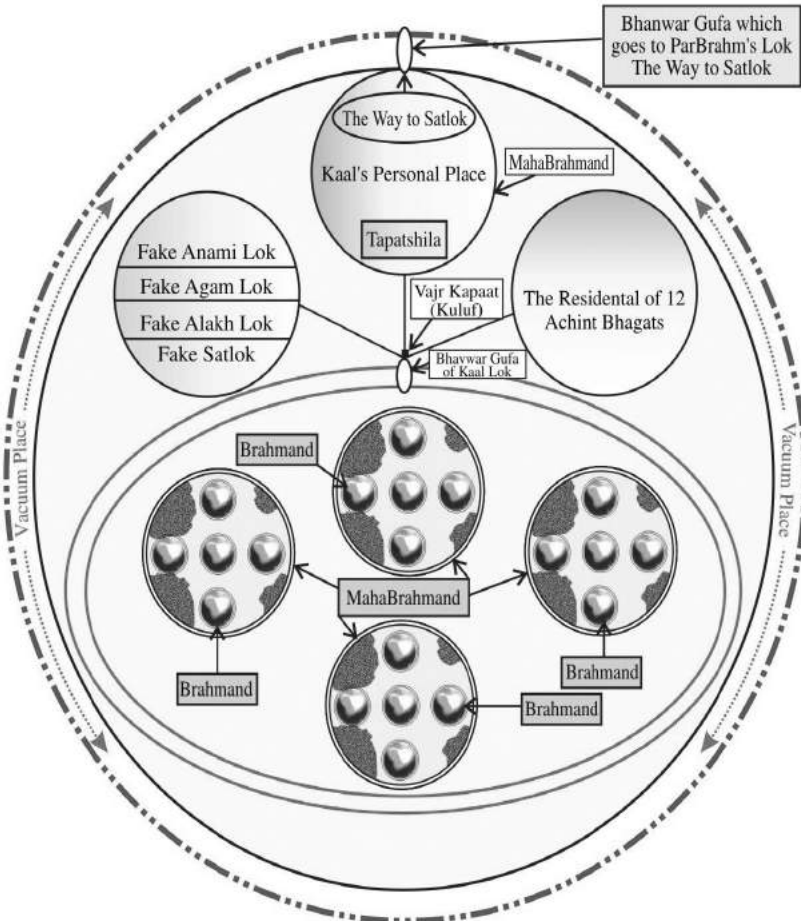 Bhanwar Gufa which
goes to ParBrahm's Lok
The Way to Satlok
The Way to Satlok
Kaal's Personal Place
MahaBrahmand
Tapatshila
Fake Anami Lok
Fake Agam Lok
Fake Alakh Lok
Fake Satlok
Vajr Kapaat
(Kuluf)
The Residental of 12
Achint Bhagats
Bhavwar Gufa
of Kaal Lok
Vacuum Place
Vacuum Place
Brahmand
MahaBrahmand
Brahmand
Brahmand
Brahmand